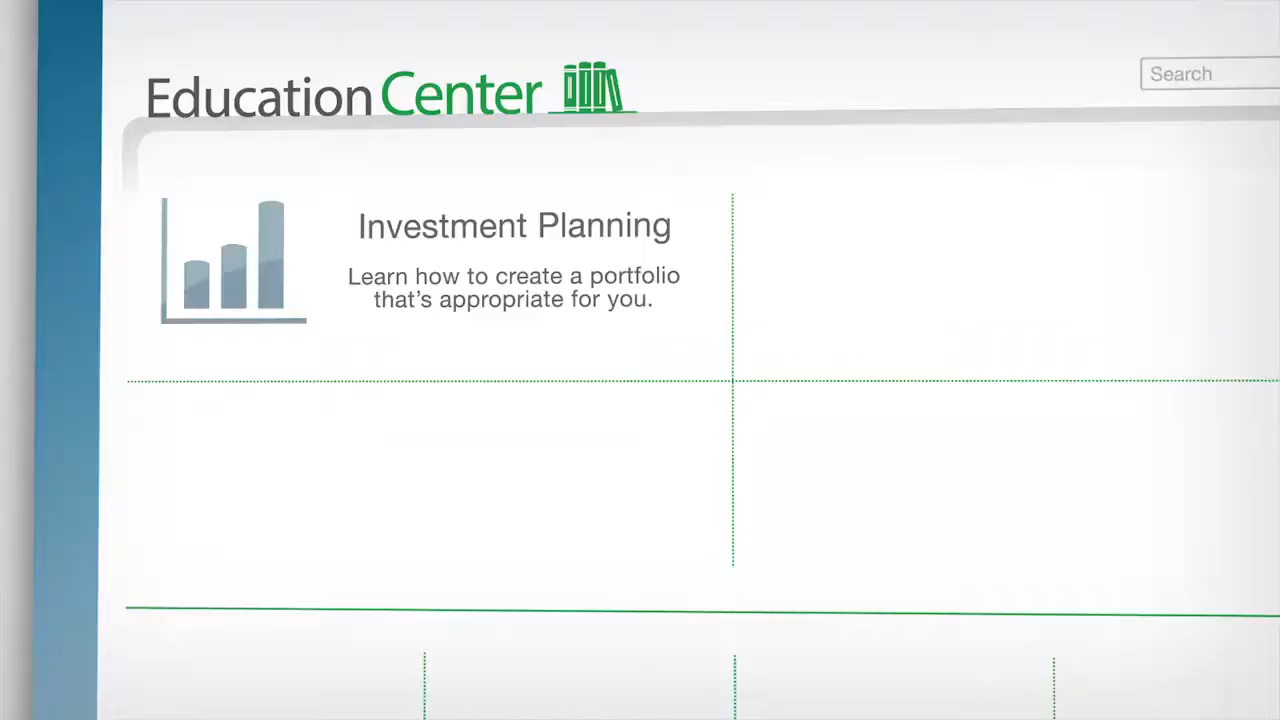 Education Center
Search
Investment Planning
Learn how to create a portfolio
that's appropriate for you.